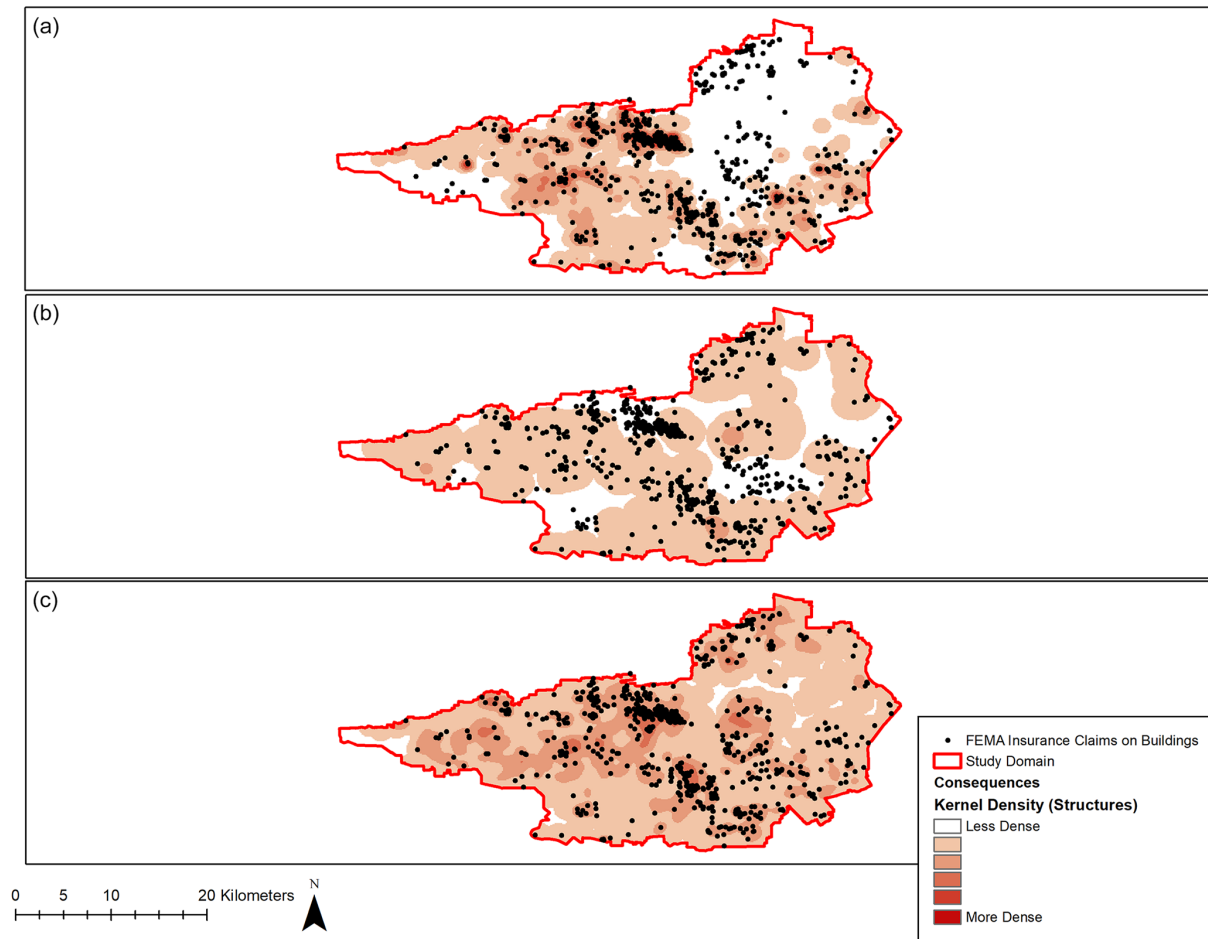 (a)
(b)
(c)
FEMA Insurance Claims on Buildings
Study Domain
Consequences
Kernel Density (Structures)
Less Dense
More Dense
0 5 10 20 Kilometers
N